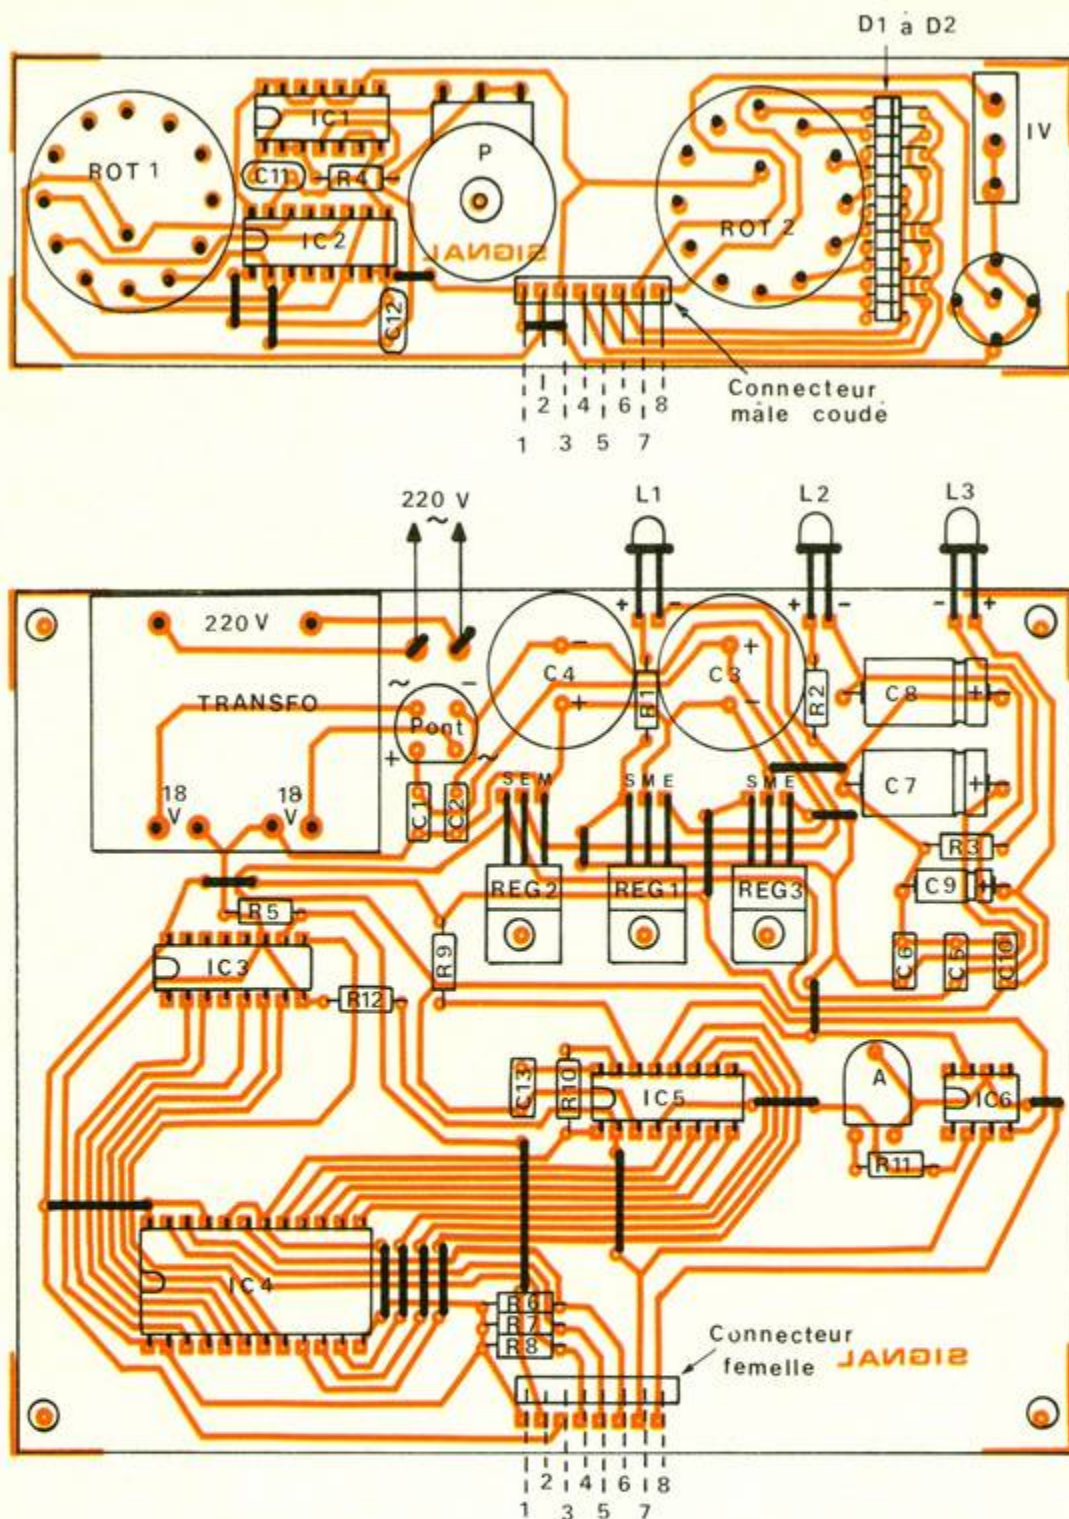 D1 à D2
IC1
ROT 1
C11
R4
P
IV
IC2
SIGNAL
ROT 2
C12
Connecteur
mâle coudé
2 4 6 8
1 3 5 7
220 V
~
L1
L2
L3
+ -
+ -
- +
220 V
TRANSFO
18 V
18 V
~ -
Pont
+ ~
C4
-
+
R1
C3
+
-
R2
C8
+
C7
+
C1
C2
S E M
S M E
S M E
R3
C9
+
REG2
REG1
REG3
R5
IC3
R9
C6
C5
C10
R12
C13
R10
IC5
A
IC6
R11
IC4
R6
R7
R8
Connecteur
femelle
SIGNAL
2 4 6 8
1 3 5 7